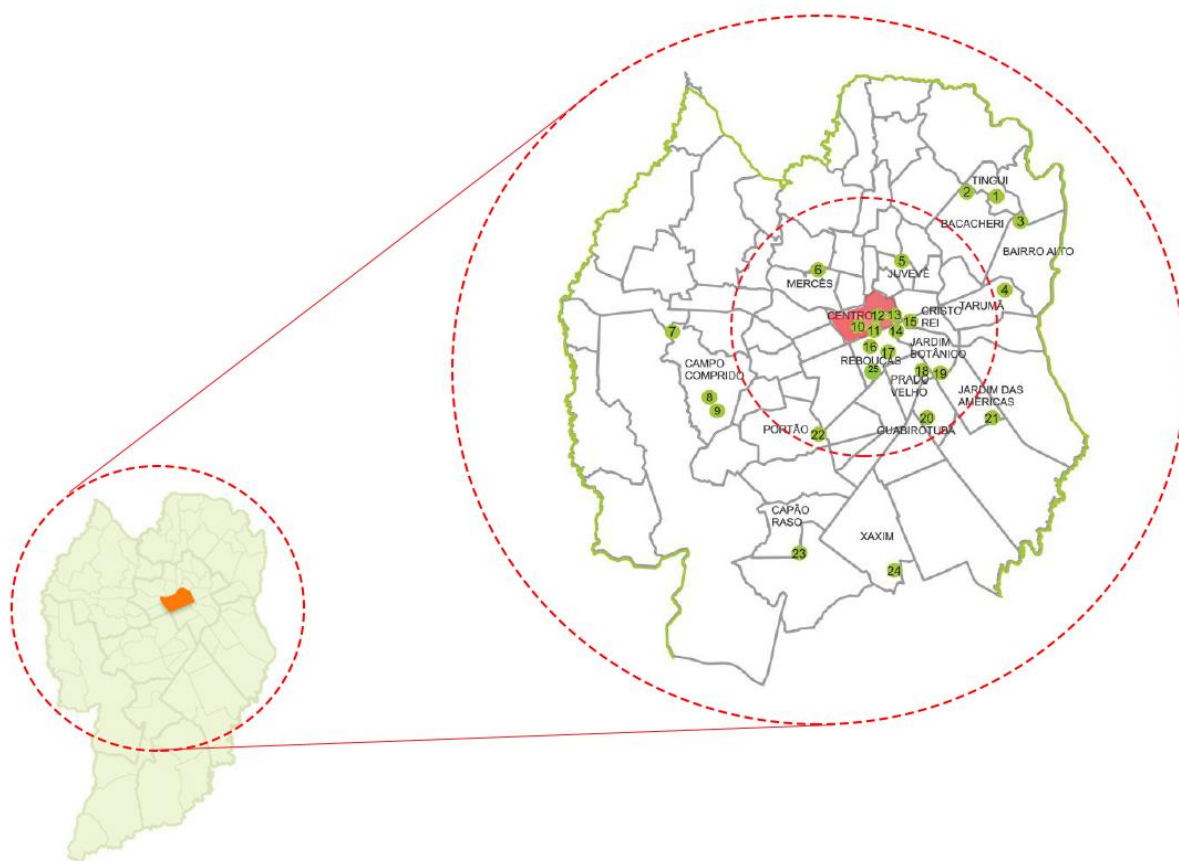 TINGUI
2
1
BACACHERI
3
BAIRRO ALTO
5
JUVEVÊ
6
MERCÊS
4
TARUMÃ
CENTRO
12
13
10
11
14
15
CRISTO
REI
7
16
17
REBOUÇAS
25
JARDIM
BOTÂNICO
CAMPO
COMPRIDO
18
19
PRADO
VELHO
8
9
JARDIM DAS
AMÉRICAS
20
GUABIROTUBA
21
PORTÃO
22
CAPÃO
RASO
23
XAXIM
24